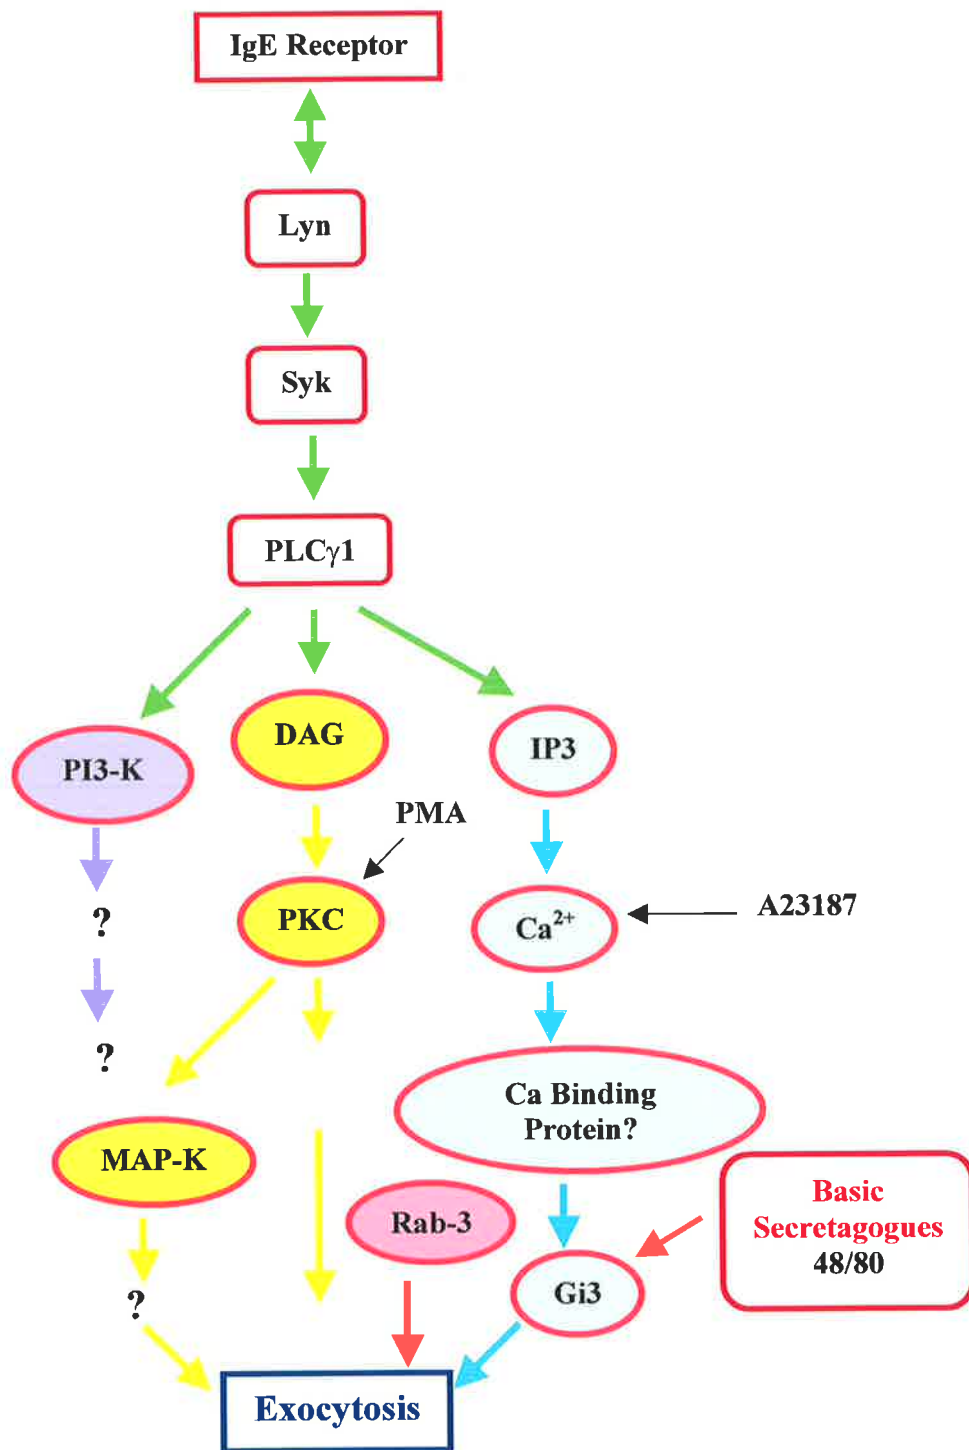 IgE Receptor
Lyn
Syk
PLCγ1
PI3-K
DAG
IP3
PMA
?
PKC
Ca²⁺
A23187
?
Ca Binding
Protein?
MAP-K
Rab-3
Basic
Secretagogues
48/80
?
Gi3
Exocytosis